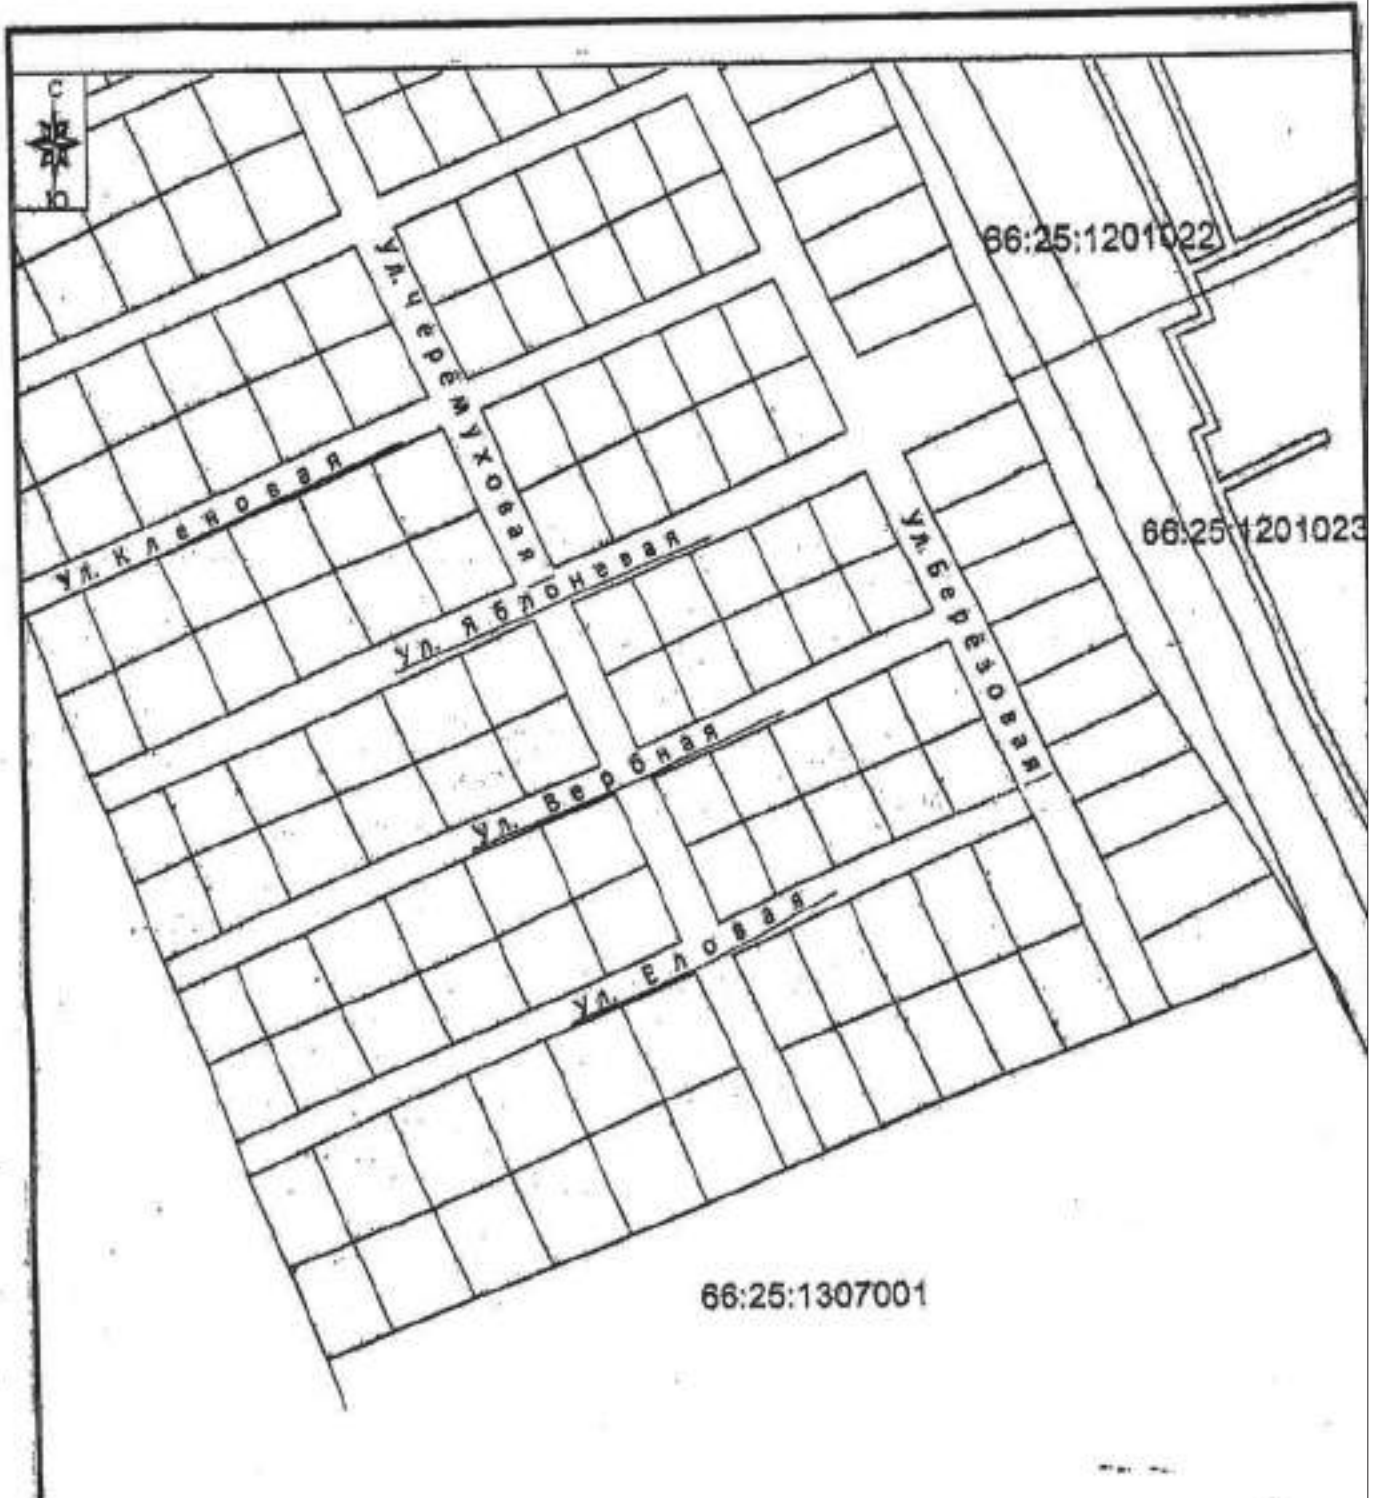 С
Ю
66:25:1201022
ул. Черёмуховая
ул. Кленовая
66:25:1201023
ул. Яблоневая
ул. Берёзовая
ул. Вербная
ул. Еловая
66:25:1307001